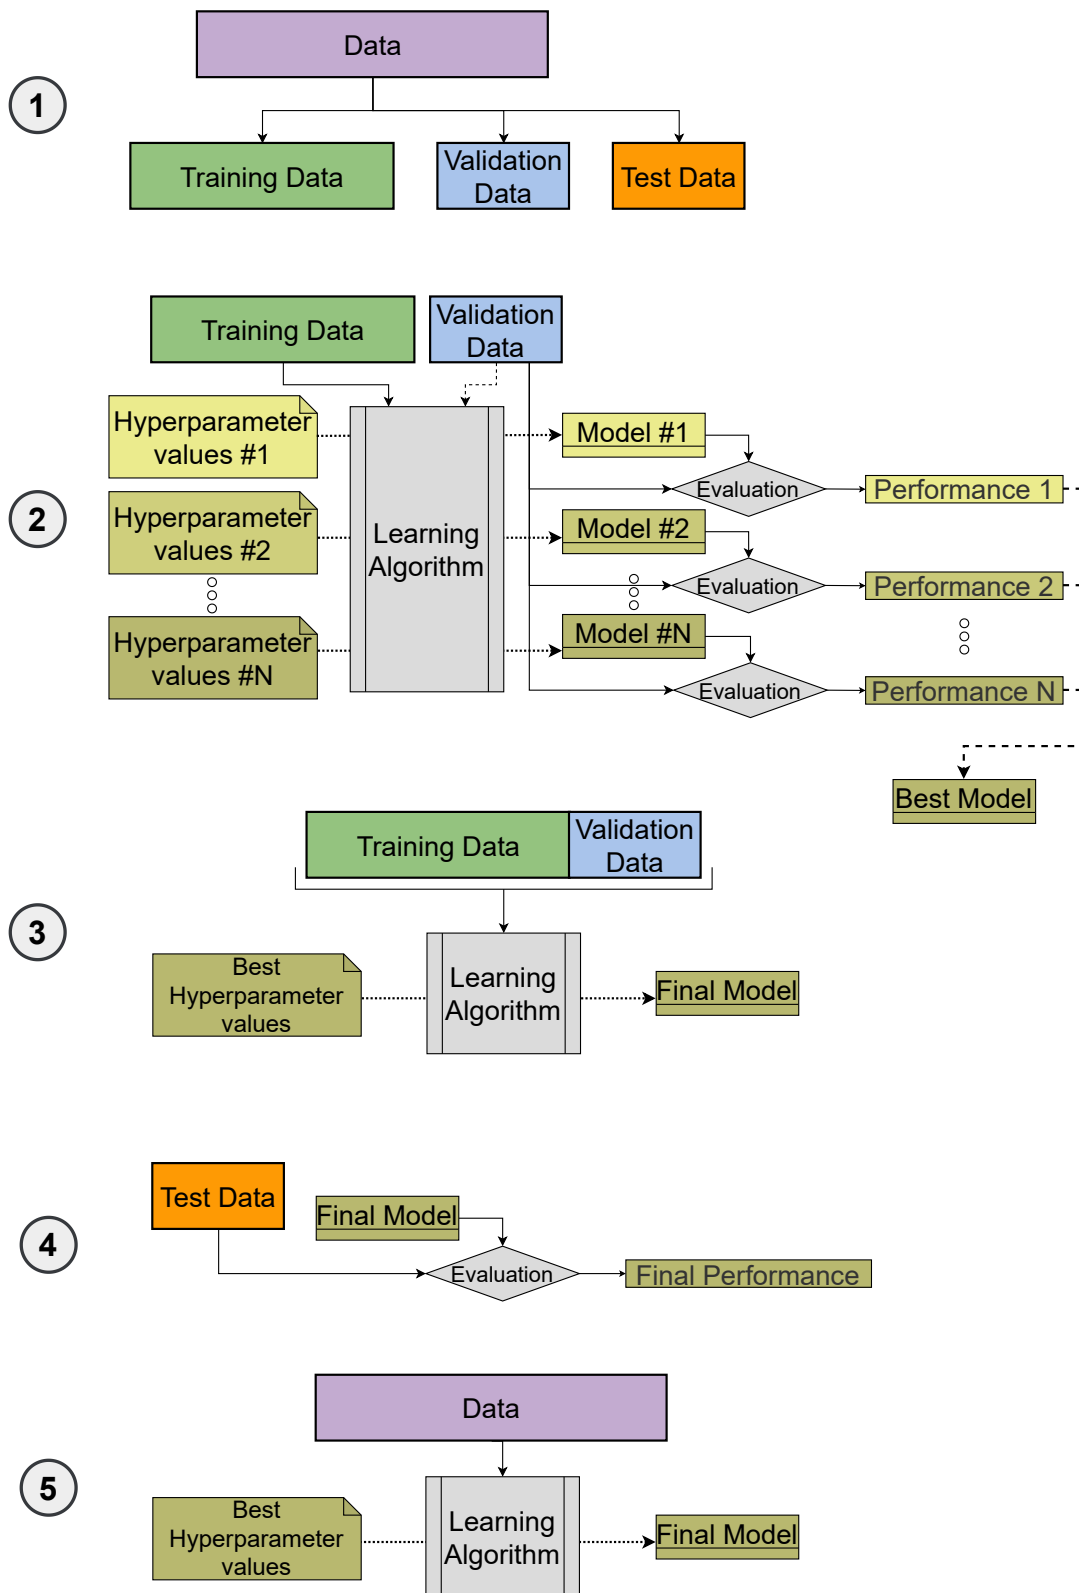 Data
1
Training Data
Validation
Data
Test Data
Training Data
Validation
Data
Hyperparameter
values #1
Model #1
Evaluation
Performance 1
2
Hyperparameter
values #2
Learning
Algorithm
Model #2
Evaluation
Performance 2
Hyperparameter
values #N
Model #N
Evaluation
Performance N
Best Model
Training Data
Validation
Data
3
Best
Hyperparameter
values
Learning
Algorithm
Final Model
Test Data
Final Model
4
Evaluation
Final Performance
Data
5
Best
Hyperparameter
values
Learning
Algorithm
Final Model